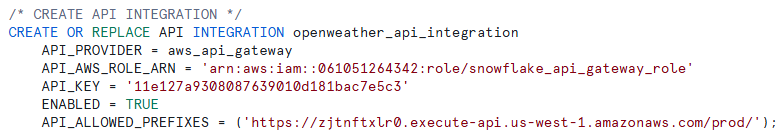 /* CREATE API INTEGRATION */
CREATE OR REPLACE API INTEGRATION openweather_api_integration
API_PROVIDER = aws_api_gateway
API_AWS_ROLE_ARN = 'arn:aws:iam::061051264342:role/snowflake_api_gateway_role'
API_KEY = '11e127a9308087639010d181bac7e5c3'
ENABLED = TRUE
API_ALLOWED_PREFIXES = ('https://zjtnftxlr0.execute-api.us-west-1.amazonaws.com/prod/');